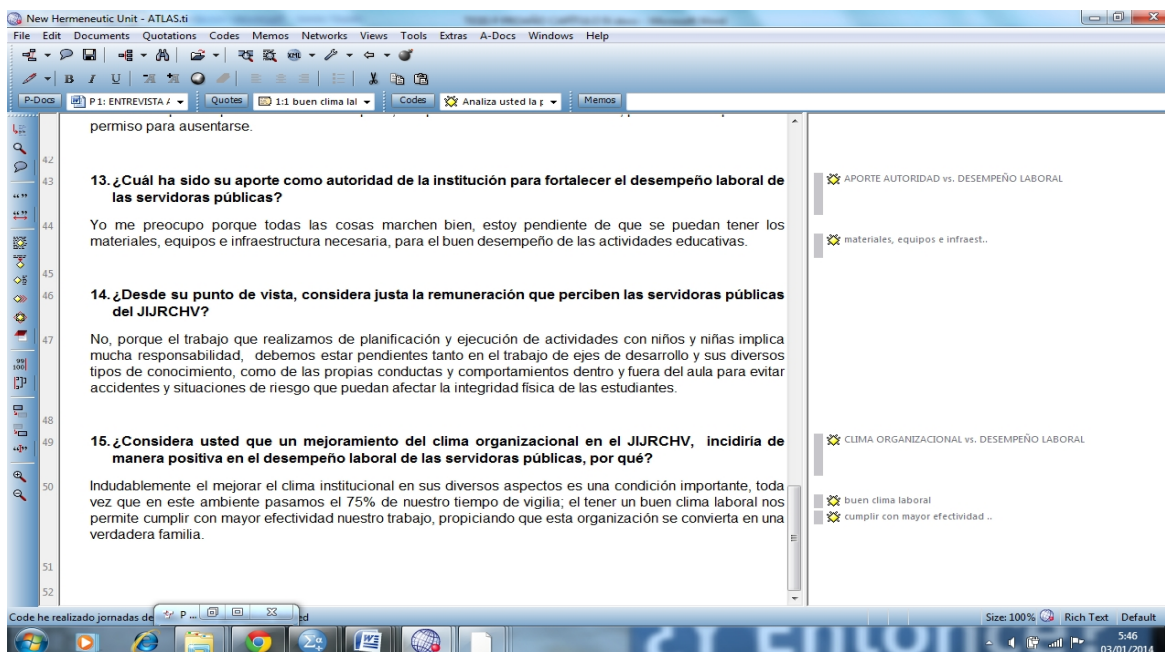 New Hermeneutic Unit - ATLAS.ti
File Edit Documents Quotations Codes Memos Networks Views Tools Extras A-Docs Windows Help
B I U
P-Docs P 1: ENTREVISTA Quotes 1:1 buen clima lal Codes Analiza usted la Memos
permiso para ausentarse.
42
43 13. ¿Cuál ha sido su aporte como autoridad de la institución para fortalecer el desempeño laboral de
las servidoras públicas?
APORTE AUTORIDAD vs. DESEMPEÑO LABORAL
44 Yo me preocupo porque todas las cosas marchen bien, estoy pendiente de que se puedan tener los
materiales, equipos e infraestructura necesaria, para el buen desempeño de las actividades educativas.
materiales, equipos e infraest..
45
46 14. ¿Desde su punto de vista, considera justa la remuneración que perciben las servidoras públicas
del JIJRCHV?
47 No, porque el trabajo que realizamos de planificación y ejecución de actividades con niños y niñas implica
mucha responsabilidad, debemos estar pendientes tanto en el trabajo de ejes de desarrollo y sus diversos
tipos de conocimiento, como de las propias conductas y comportamientos dentro y fuera del aula para evitar
accidentes y situaciones de riesgo que puedan afectar la integridad física de las estudiantes.
48
49 15. ¿Considera usted que un mejoramiento del clima organizacional en el JIJRCHV, incidiría de
manera positiva en el desempeño laboral de las servidoras públicas, por qué?
CLIMA ORGANIZACIONAL vs. DESEMPEÑO LABORAL
50 Indudablemente el mejorar el clima institucional en sus diversos aspectos es una condición importante, toda
vez que en este ambiente pasamos el 75% de nuestro tiempo de vigilia; el tener un buen clima laboral nos
permite cumplir con mayor efectividad nuestro trabajo, propiciando que esta organización se convierta en una
verdadera familia.
buen clima laboral
cumplir con mayor efectividad ..
51
52
Code he realizado jornadas de P ... ed
Size: 100% Rich Text Default
5:46
03/01/2014